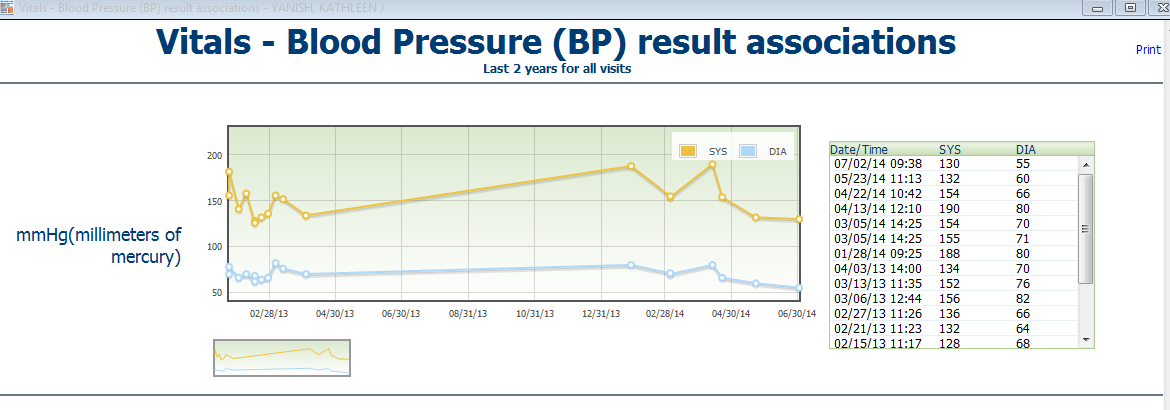 Vitals - Blood Pressure (BP) result associations - YANISH, KATHLEEN J
Vitals - Blood Pressure (BP) result associations
Print
Last 2 years for all visits
mmHg(millimeters of
mercury)
200
150
100
50
SYS DIA
02/28/13 04/30/13 06/30/13 08/31/13 10/31/13 12/31/13 02/28/14 04/30/14 06/30/14
Date/Time SYS DIA
07/02/14 09:38 130 55
05/23/14 11:13 132 60
04/22/14 10:42 154 66
04/13/14 12:10 190 80
03/05/14 14:25 154 70
03/05/14 14:25 155 71
01/28/14 09:25 188 80
04/03/13 14:00 134 70
03/13/13 11:35 152 76
03/06/13 12:44 156 82
02/27/13 11:26 136 66
02/21/13 11:23 132 64
02/15/13 11:17 128 68